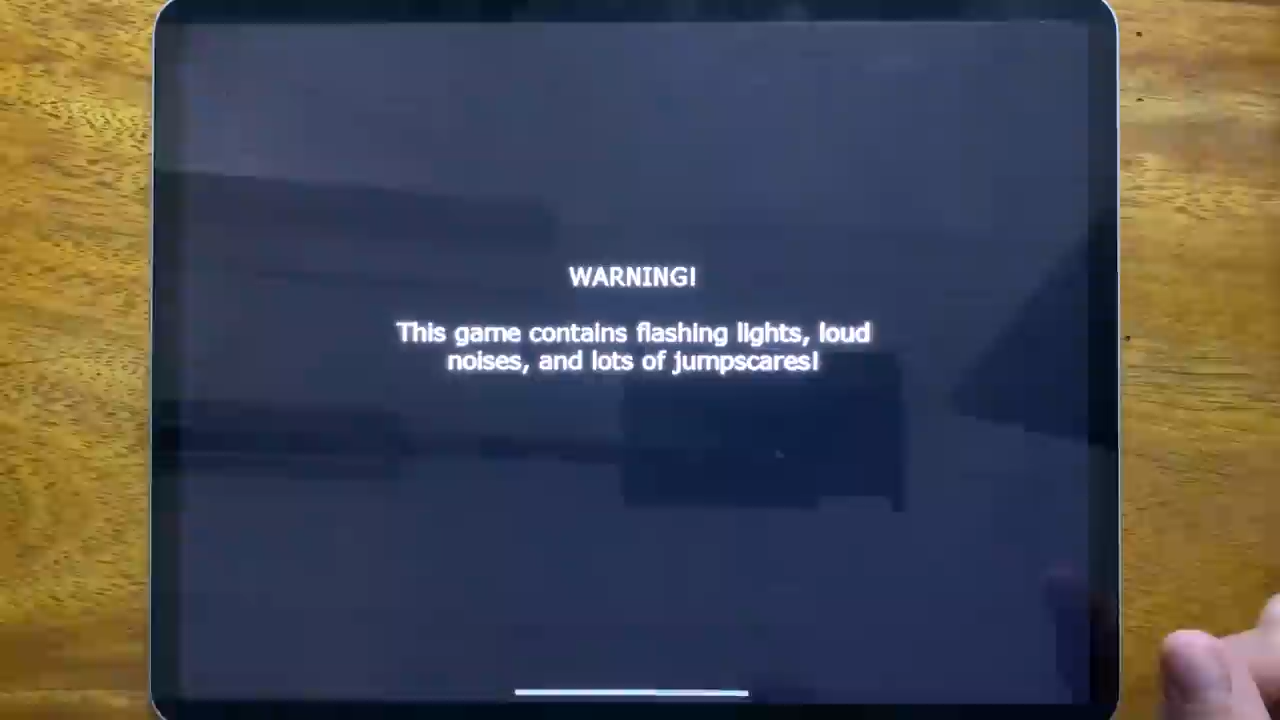 WARNING!
This game contains flashing lights, loud
noises, and lots of jumpscares!